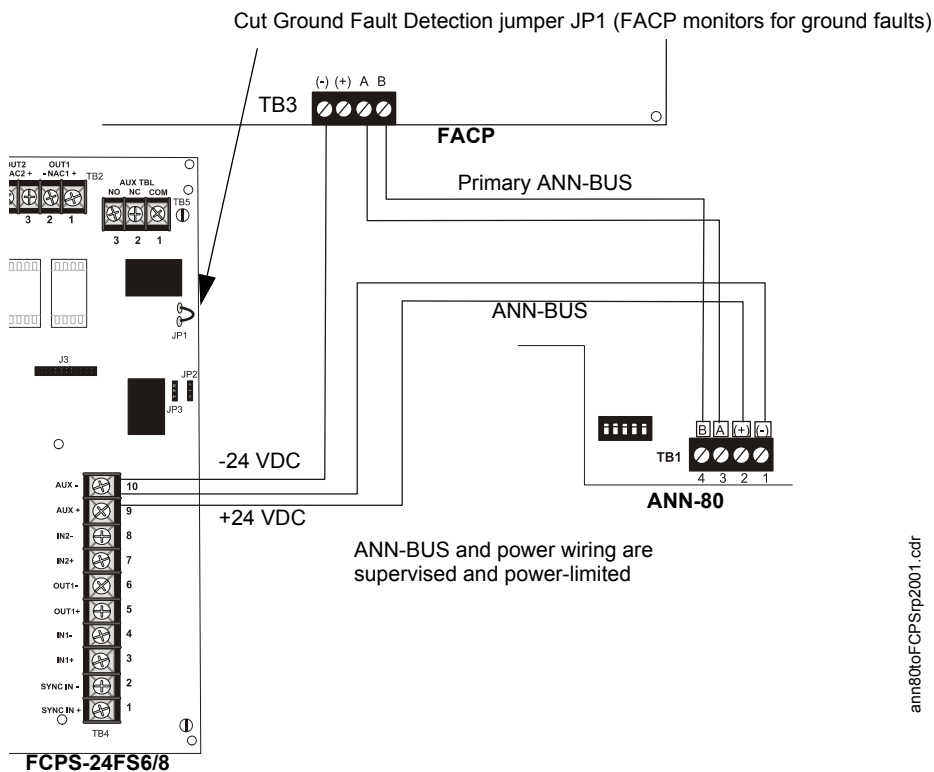 Cut Ground Fault Detection jumper JP1 (FACP monitors for ground faults)
(-) (+) A B
TB3
FACP
OUT1
NAC2 + - NAC1 +
TB2
3 2 1
AUX TBL
NO NC COM
TB5
3 2 1
Primary ANN-BUS
JP1
ANN-BUS
J3
JP2
JP3
B A (+) (-)
TB1
4 3 2 1
ANN-80
-24 VDC
+24 VDC
AUX - 10
AUX + 9
IN2- 8
IN2+ 7
OUT1- 6
OUT1+ 5
IN1- 4
IN1+ 3
SYNC IN - 2
SYNC IN + 1
TB4
ANN-BUS and power wiring are
supervised and power-limited
ann80toFCPSrp2001.cdr
FCPS-24FS6/8